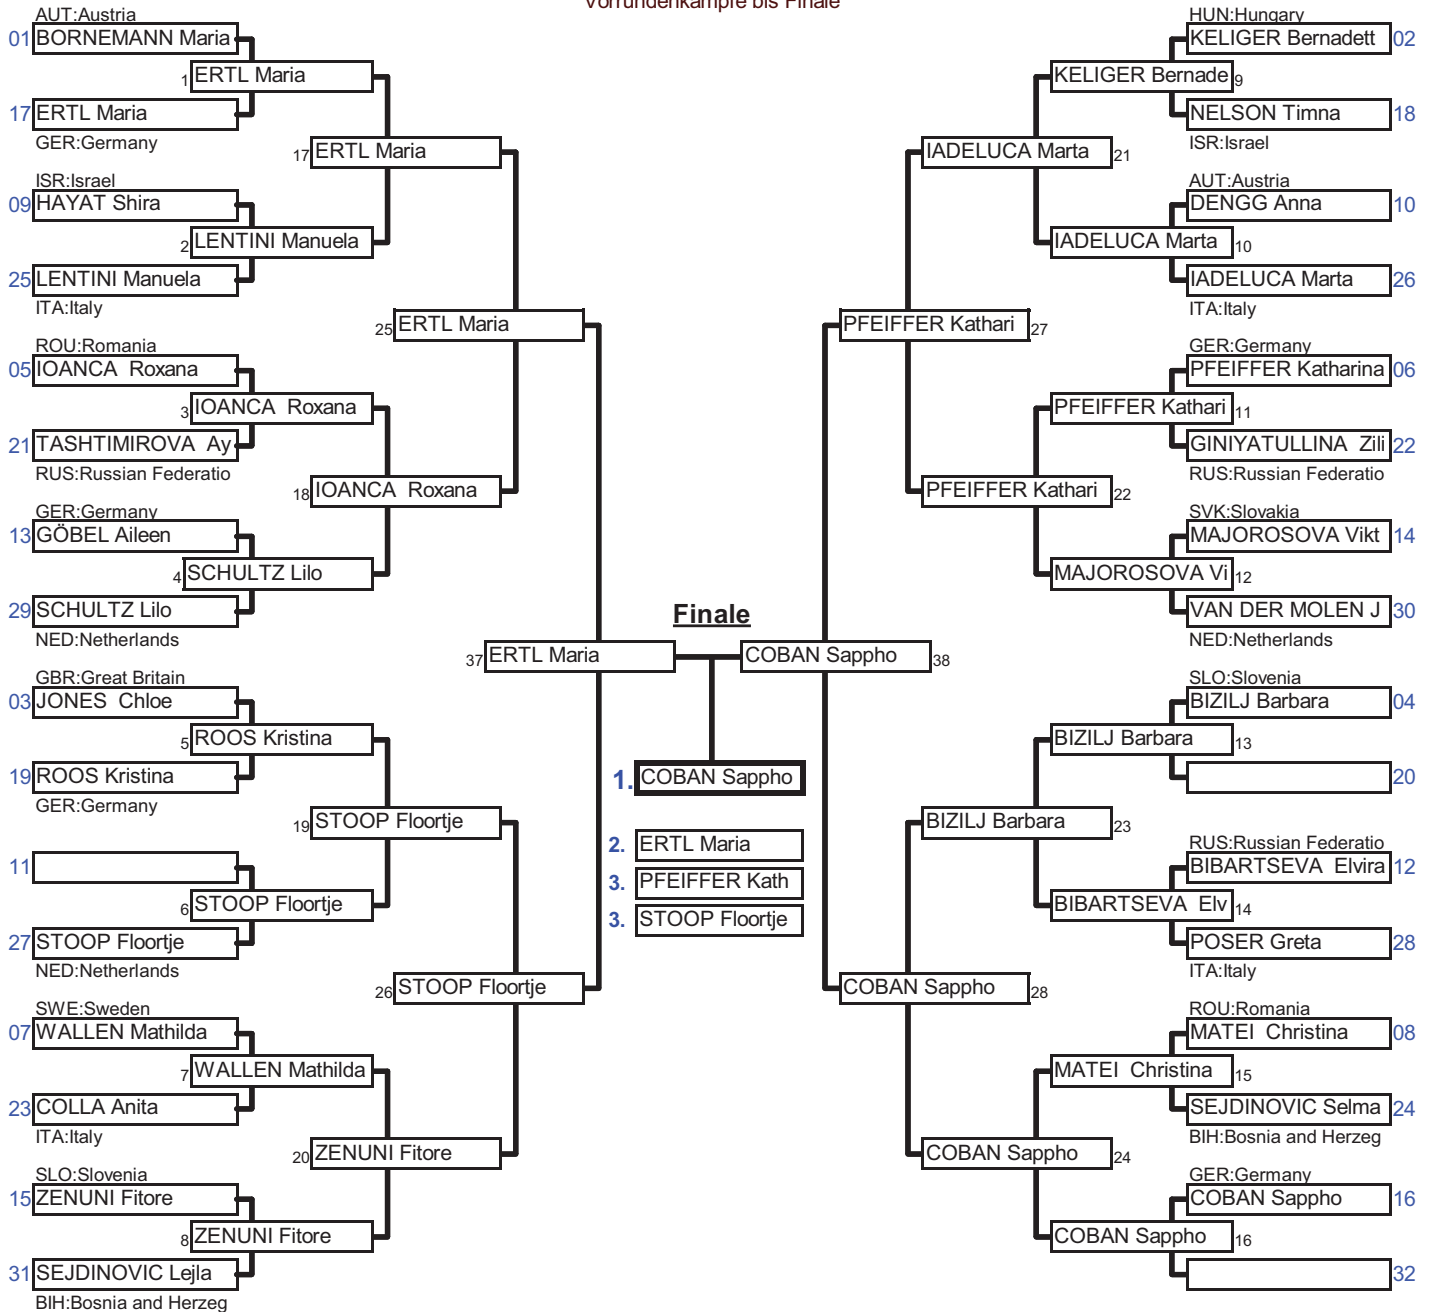 Vorrundenkämpfe bis Finale
AUT:Austria
01 BORNEMANN Maria
1 ERTL Maria
17 ERTL Maria
GER:Germany
17 ERTL Maria
ISR:Israel
09 HAYAT Shira
2 LENTINI Manuela
25 LENTINI Manuela
ITA:Italy
25 ERTL Maria
ROU:Romania
05 IOANCA Roxana
3 IOANCA Roxana
21 TASHTIMIROVA Ay
RUS:Russian Federatio
18 IOANCA Roxana
GER:Germany
13 GÖBEL Aileen
4 SCHULTZ Lilo
29 SCHULTZ Lilo
NED:Netherlands
37 ERTL Maria
GBR:Great Britain
03 JONES Chloe
5 ROOS Kristina
19 ROOS Kristina
GER:Germany
19 STOOP Floortje
11
6 STOOP Floortje
27 STOOP Floortje
NED:Netherlands
26 STOOP Floortje
SWE:Sweden
07 WALLEN Mathilda
7 WALLEN Mathilda
23 COLLA Anita
ITA:Italy
20 ZENUNI Fitore
SLO:Slovenia
15 ZENUNI Fitore
8 ZENUNI Fitore
31 SEJDINOVIC Lejla
BIH:Bosnia and Herzeg
Finale
1. COBAN Sappho
2. ERTL Maria
3. PFEIFFER Kath
3. STOOP Floortje
HUN:Hungary
KELIGER Bernadett 02
KELIGER Bernade 9
NELSON Timna 18
ISR:Israel
IADELUCA Marta 21
AUT:Austria
DENGG Anna 10
IADELUCA Marta 10
IADELUCA Marta 26
ITA:Italy
PFEIFFER Kathari 27
GER:Germany
PFEIFFER Katharina 06
PFEIFFER Kathari 11
GINIYATULLINA Zili 22
RUS:Russian Federatio
PFEIFFER Kathari 22
SVK:Slovakia
MAJOROSOVA Vikt 14
MAJOROSOVA Vi 12
VAN DER MOLEN J 30
NED:Netherlands
COBAN Sappho 38
SLO:Slovenia
BIZILJ Barbara 04
BIZILJ Barbara 13
20
BIZILJ Barbara 23
RUS:Russian Federatio
BIBARTSEVA Elvira 12
BIBARTSEVA Elv 14
POSER Greta 28
ITA:Italy
COBAN Sappho 28
ROU:Romania
MATEI Christina 08
MATEI Christina 15
SEJDINOVIC Selma 24
BIH:Bosnia and Herzeg
COBAN Sappho 24
GER:Germany
COBAN Sappho 16
COBAN Sappho 16
32